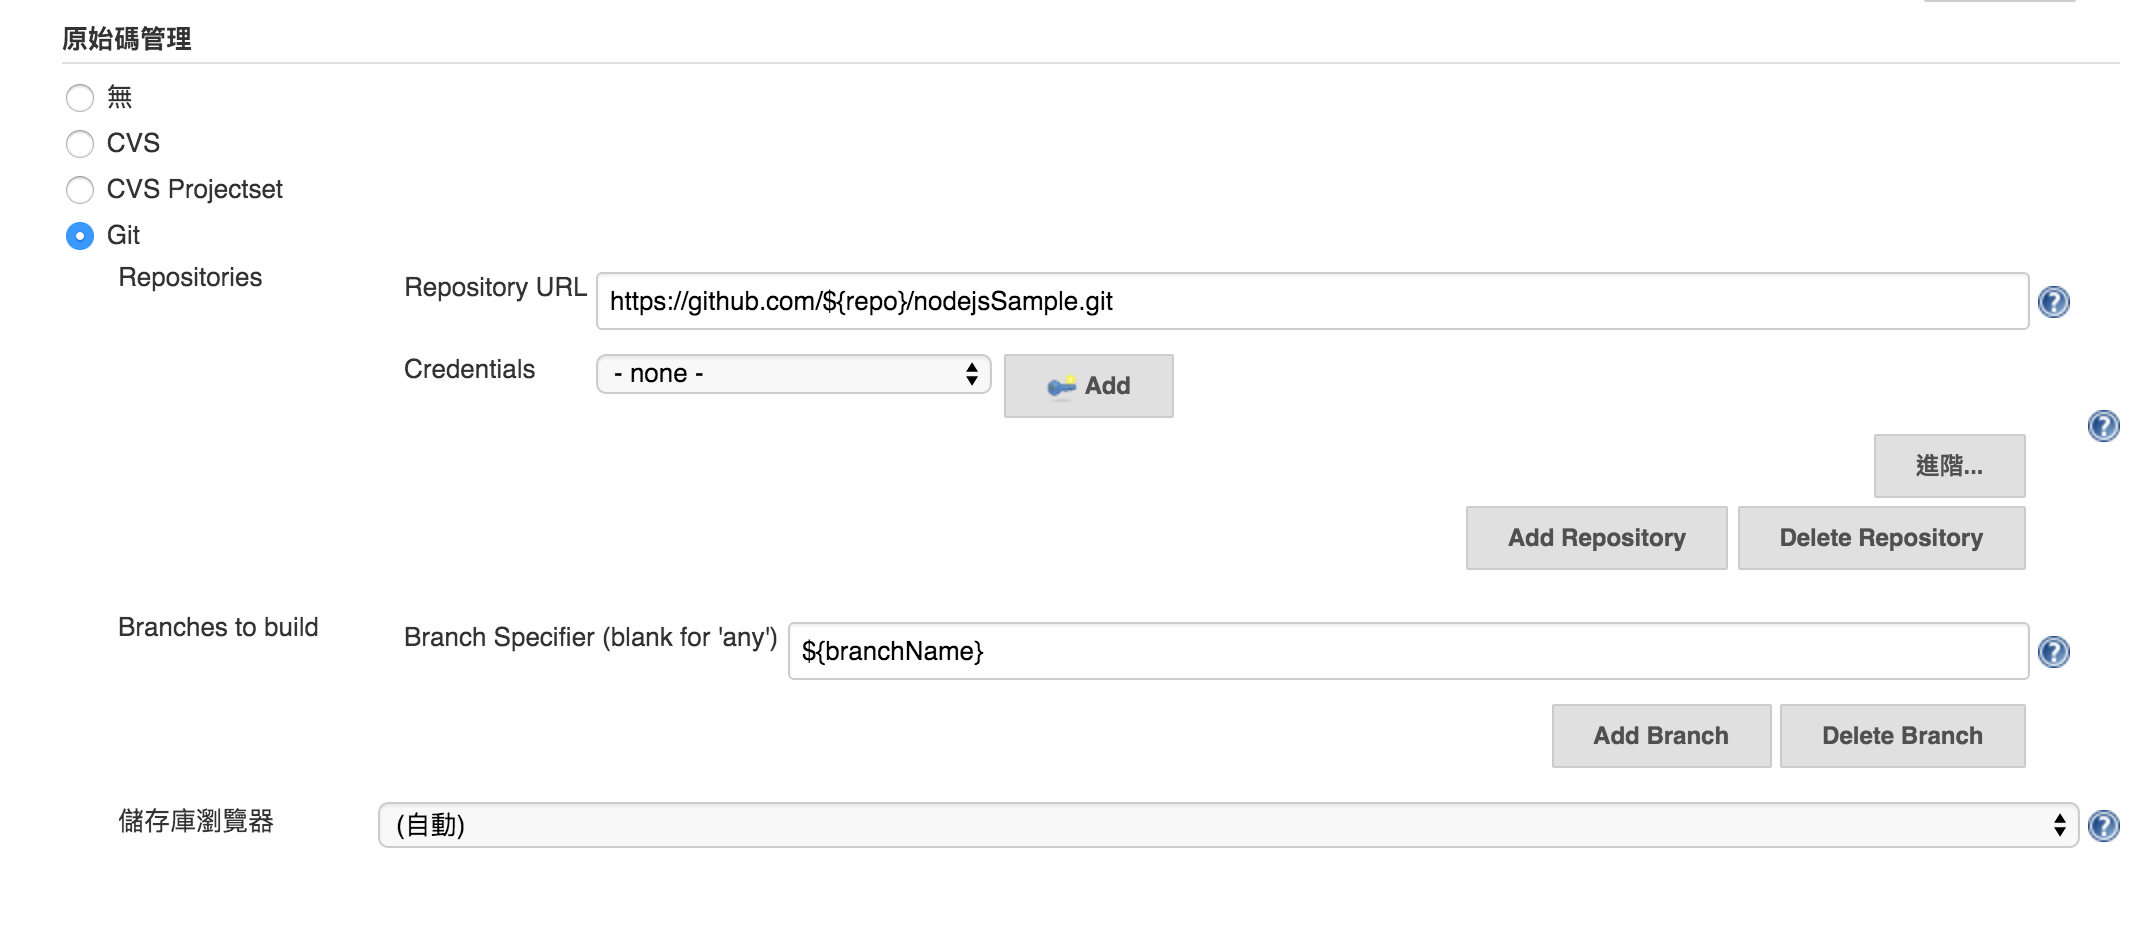 原始碼管理
無
CVS
CVS Projectset
Git
Repositories
Repository URL https://github.com/${repo}/nodejsSample.git
Credentials - none - Add
進階...
Add Repository Delete Repository
Branches to build Branch Specifier (blank for 'any') ${branchName}
Add Branch Delete Branch
儲存庫瀏覽器 (自動)